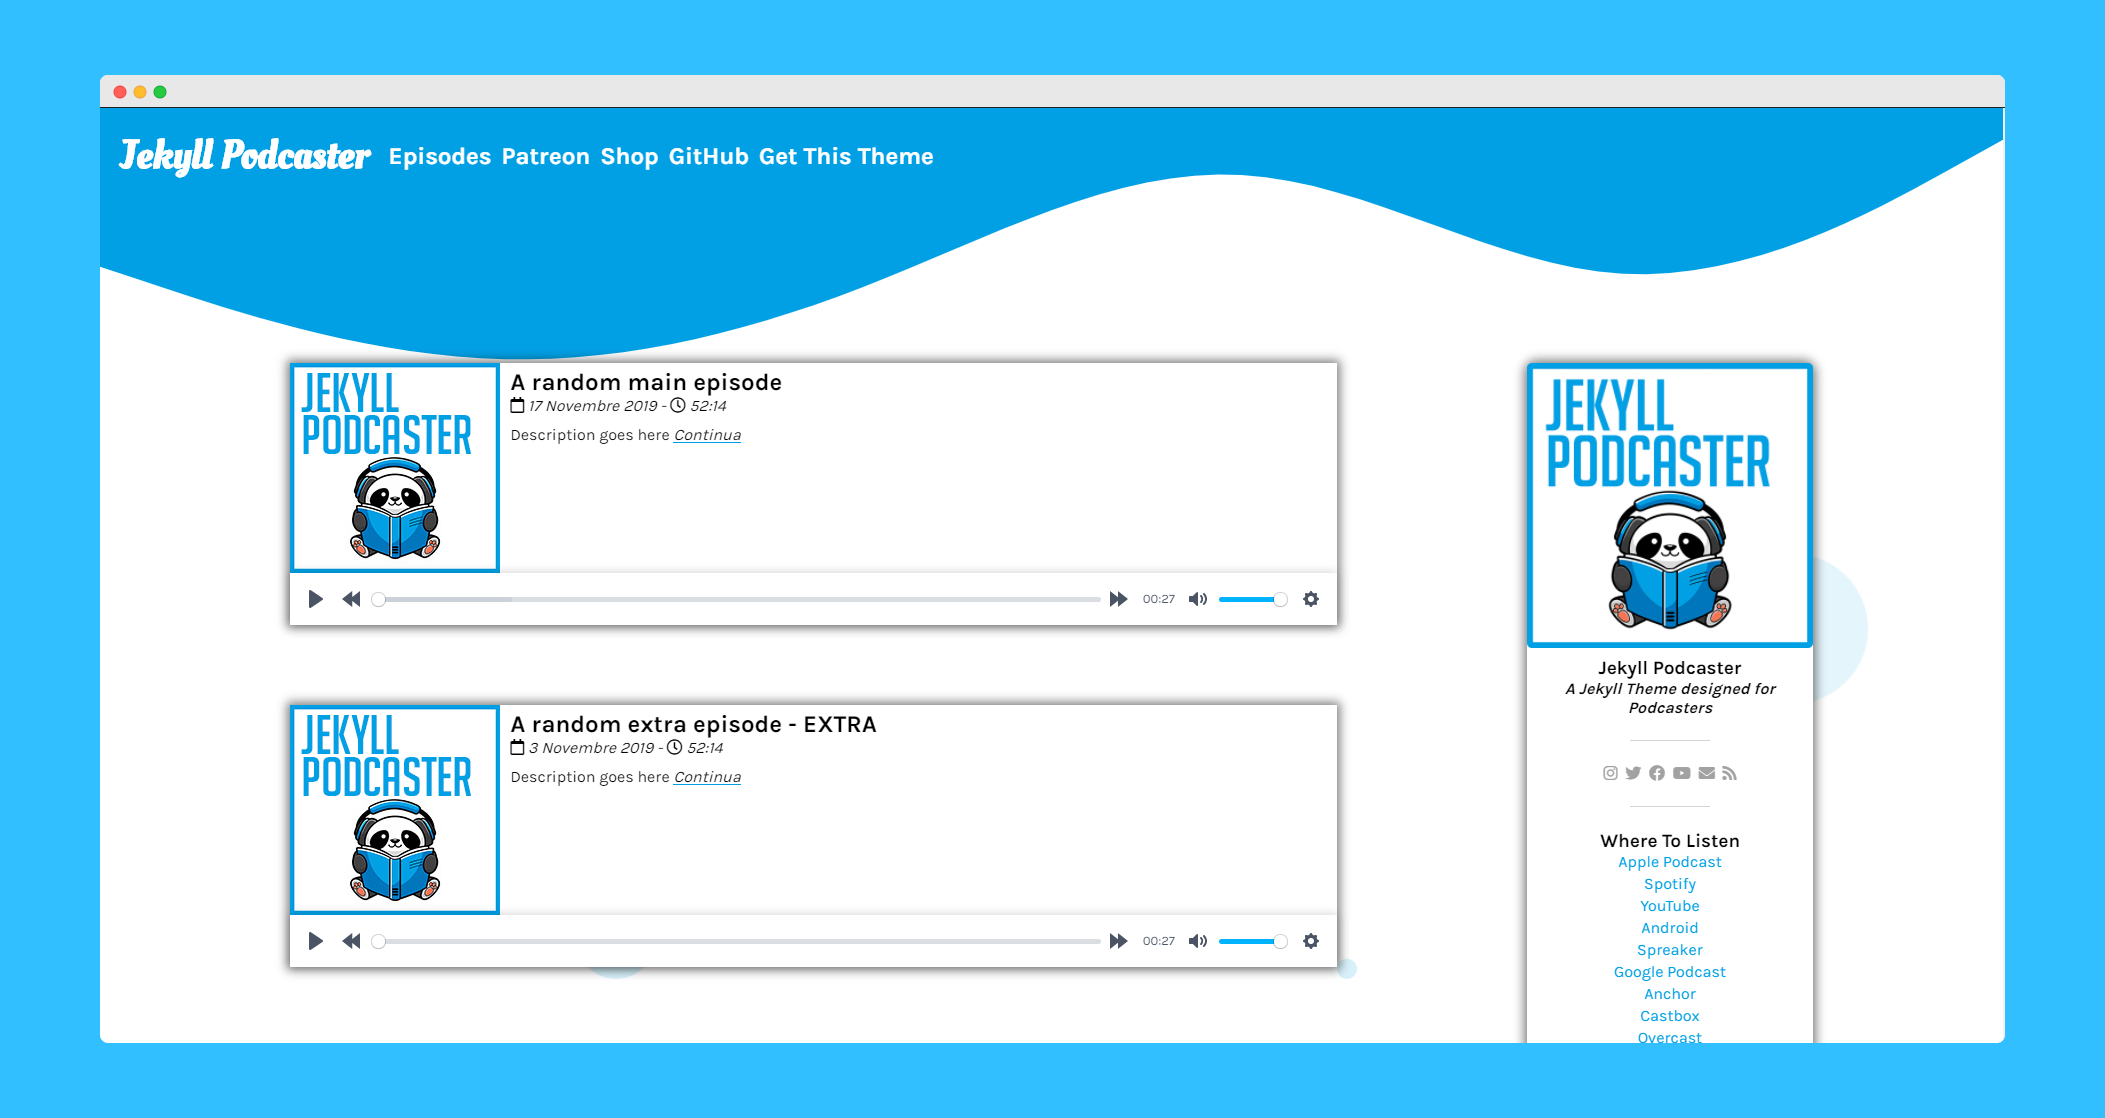 Jekyll Podcaster Episodes Patreon Shop GitHub Get This Theme
JEKYLL
PODCASTER
A random main episode
17 Novembre 2019 - 52:14
Description goes here Continua
00:27
JEKYLL
PODCASTER
A random extra episode - EXTRA
3 Novembre 2019 - 52:14
Description goes here Continua
00:27
JEKYLL
PODCASTER
Jekyll Podcaster
A Jekyll Theme designed for
Podcasters
Where To Listen
Apple Podcast
Spotify
YouTube
Android
Spreaker
Google Podcast
Anchor
Castbox
Overcast